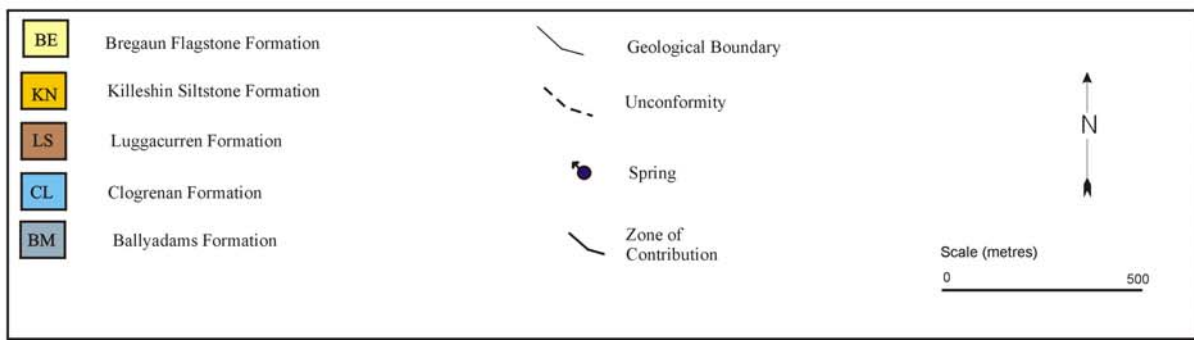 BE Bregaun Flagstone Formation
KN Killeshin Siltstone Formation
LS Luggacurren Formation
CL Clogrenan Formation
BM Ballyadams Formation
Geological Boundary
Unconformity
Spring
Zone of
Contribution
N
Scale (metres)
0 500